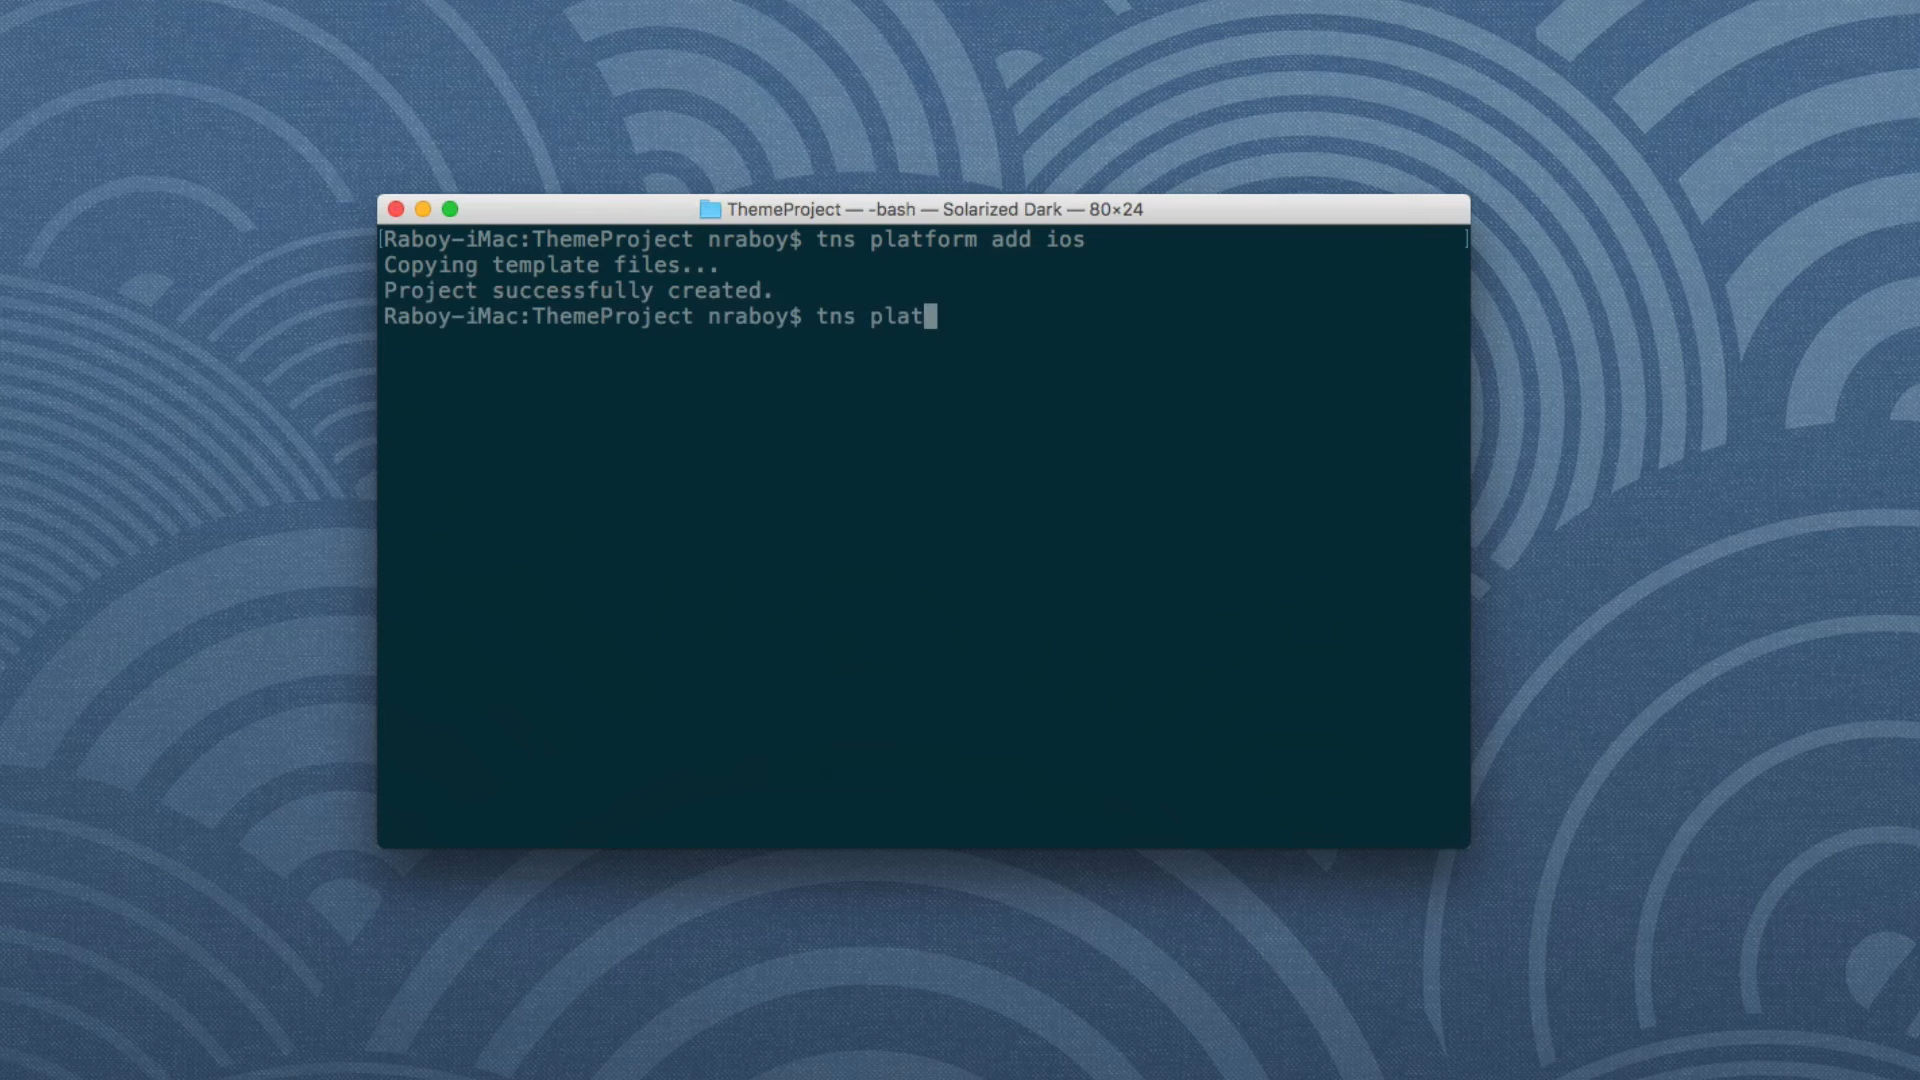 ThemeProject — -bash — Solarized Dark — 80×24
[Raboy-iMac:ThemeProject nraboy$ tns platform add ios ]
Copying template files...
Project successfully created.
Raboy-iMac:ThemeProject nraboy$ tns plat